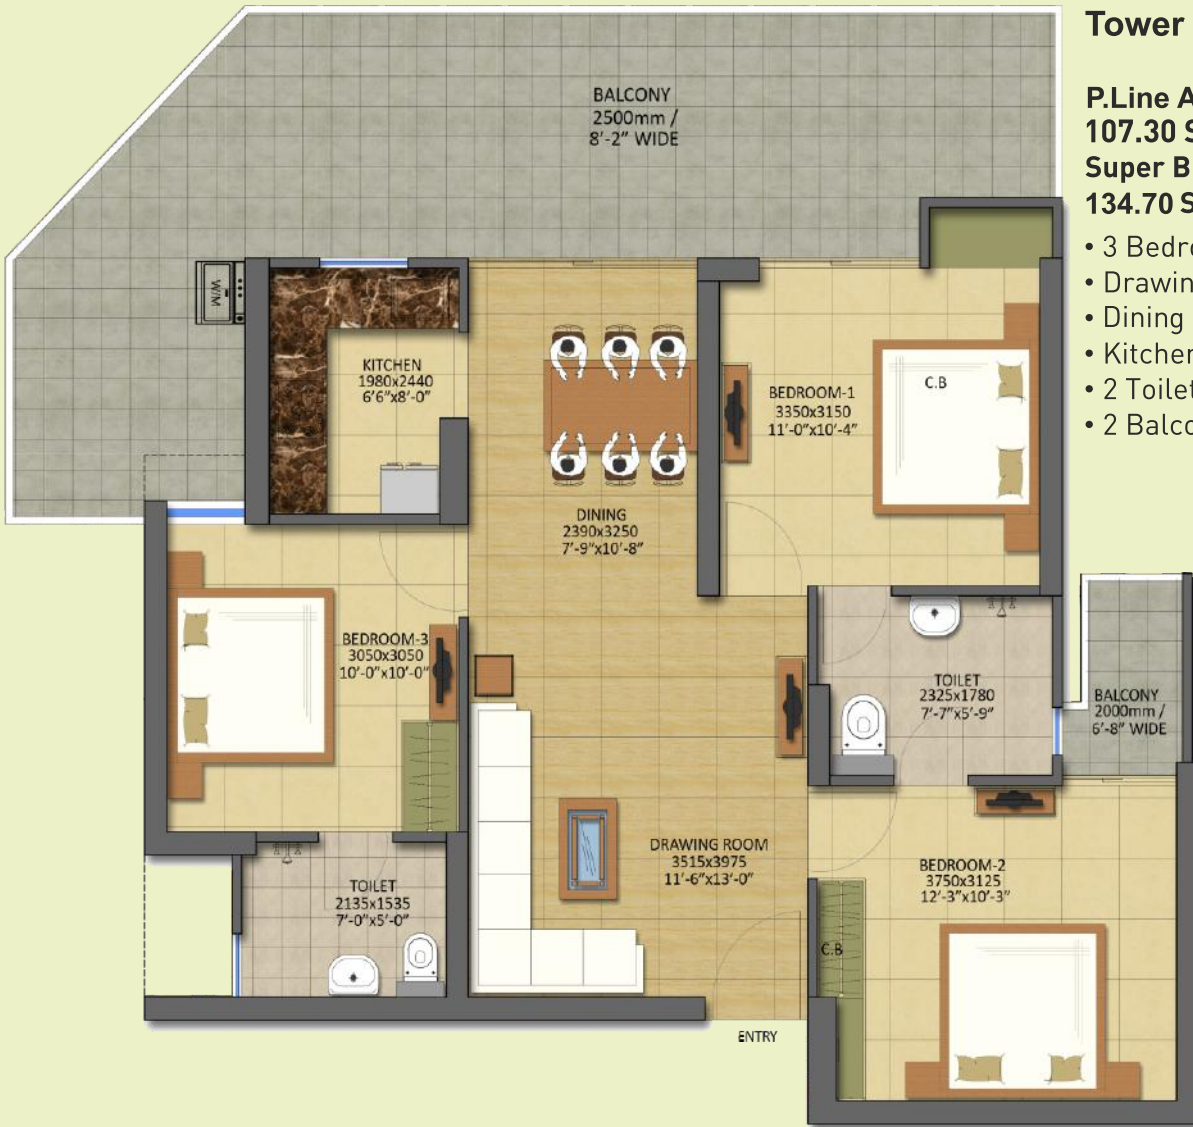 Tower
P.Line A
107.30 S
Super B
134.70 S
• 3 Bedro
• Drawin
• Dining
• Kitchen
• 2 Toilet
• 2 Balco
BALCONY
2500mm /
8'-2" WIDE
W/M
KITCHEN
1980x2440
6'6"x8'-0"
BEDROOM-1
3350x3150
11'-0"x10'-4"
C.B
DINING
2390x3250
7'-9"x10'-8"
BEDROOM-3
3050x3050
10'-0"x10'-0"
TOILET
2325x1780
7'-7"x5'-9"
BALCONY
2000mm /
6'-8" WIDE
DRAWING ROOM
3515x3975
11'-6"x13'-0"
BEDROOM-2
3750x3125
12'-3"x10'-3"
TOILET
2135x1535
7'-0"x5'-0"
C.B
ENTRY